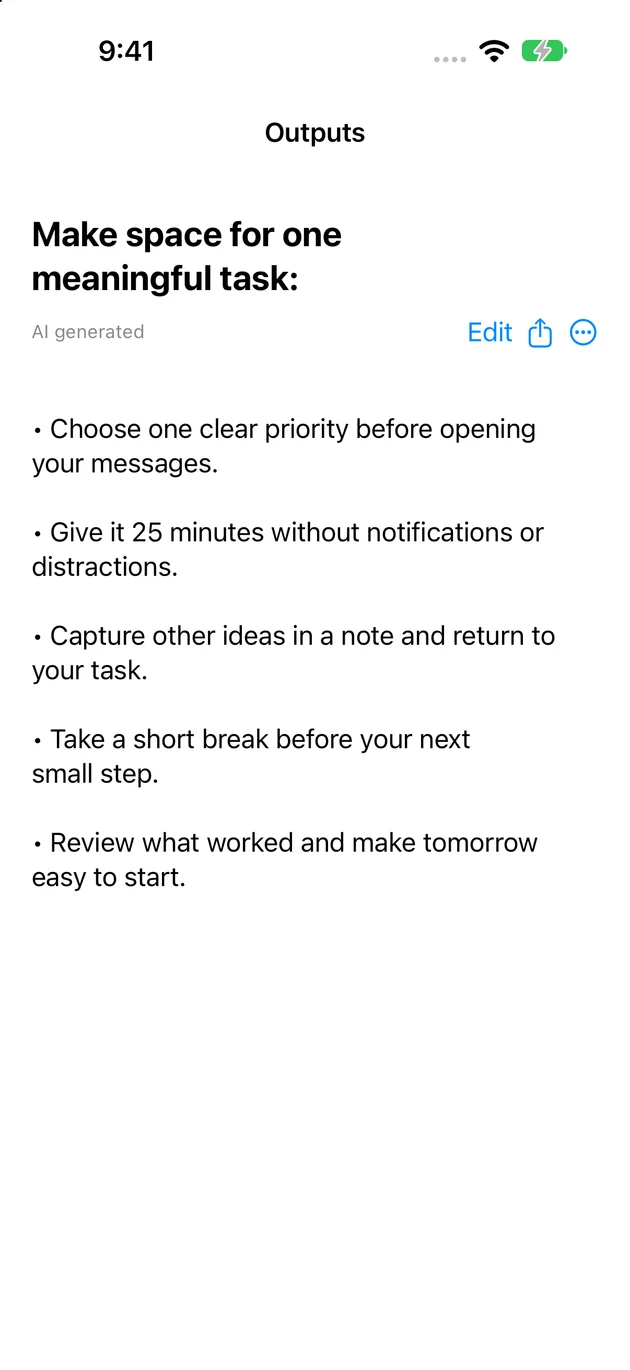 9:41
Outputs
Make space for one
meaningful task:
AI generated
Edit
• Choose one clear priority before opening
your messages.
• Give it 25 minutes without notifications or
distractions.
• Capture other ideas in a note and return to
your task.
• Take a short break before your next
small step.
• Review what worked and make tomorrow
easy to start.